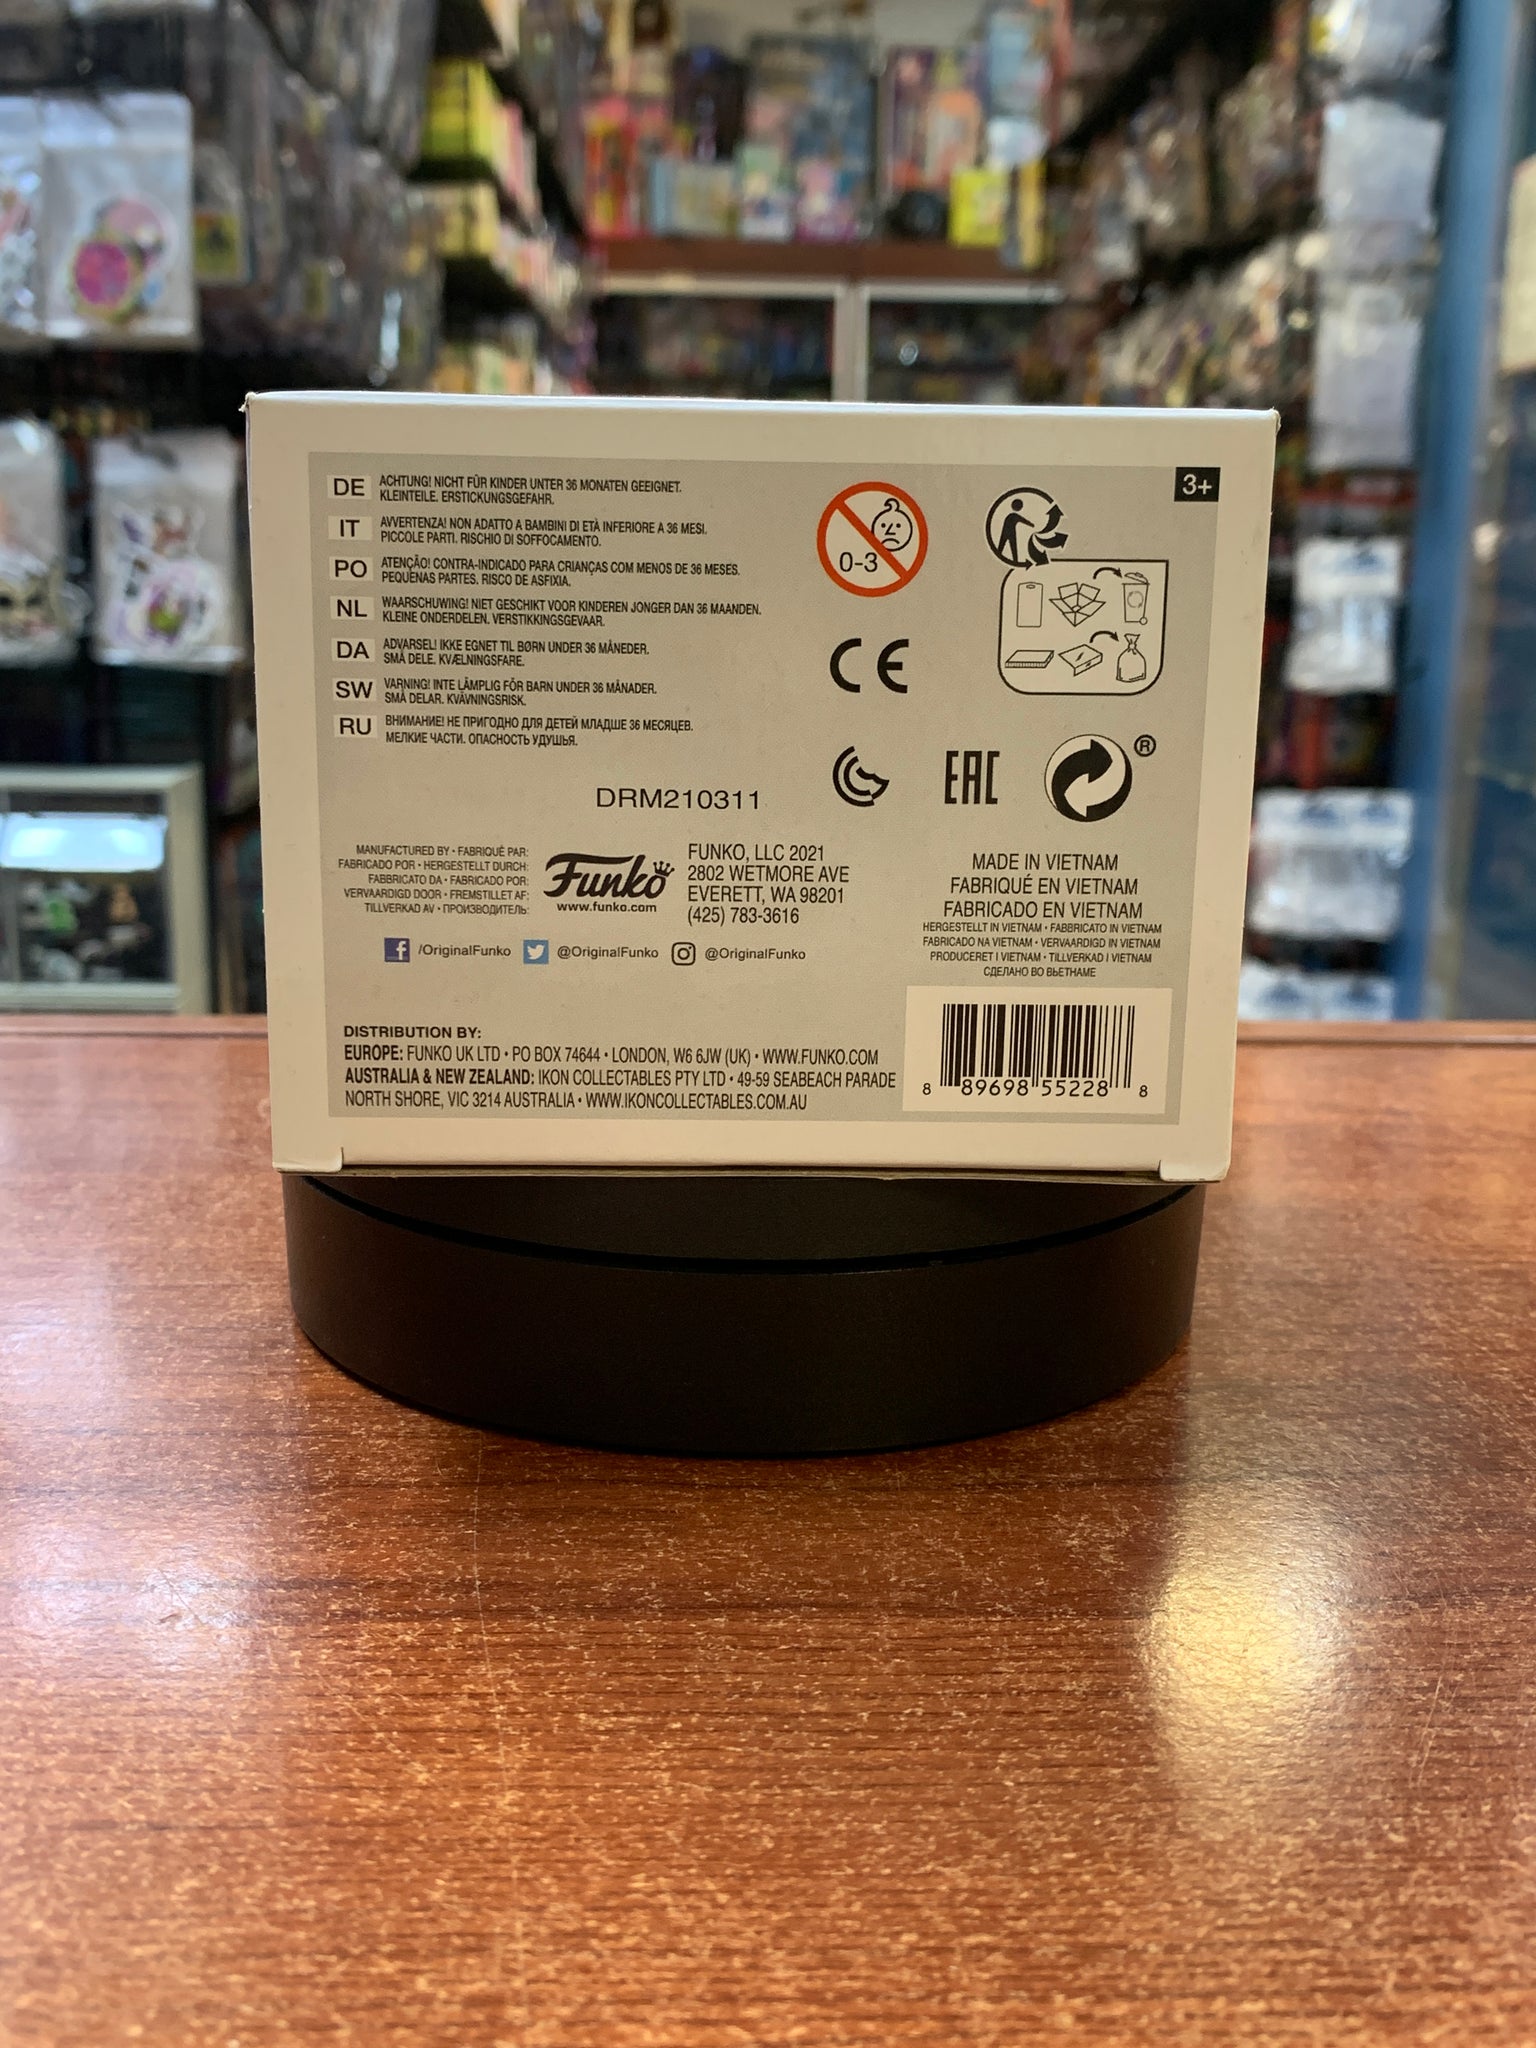 DE ACHTUNG! NICHT FÜR KINDER UNTER 36 MONATEN GEEIGNET.
KLEINTEILE. ERSTICKUNGSGEFAHR.
IT AVVERTENZA! NON ADATTO A BAMBINI DI ETÀ INFERIORE A 36 MESI.
PICCOLE PARTI. RISCHIO DI SOFFOCAMENTO.
PO ATENÇÃO! CONTRA-INDICADO PARA CRIANÇAS COM MENOS DE 36 MESES.
PEQUENAS PARTES. RISCO DE ASFIXIA.
NL WAARSCHUWING! NIET GESCHIKT VOOR KINDEREN JONGER DAN 36 MAANDEN.
KLEINE ONDERDELEN. VERSTIKKINGSGEVAAR.
DA ADVARSEL! IKKE EGNET TIL BØRN UNDER 36 MÅNEDER.
SMÅ DELE. KVÆLNINGSFARE.
SW VARNING! INTE LÄMPLIG FÖR BARN UNDER 36 MÅNADER.
SMÅ DELAR. KVÄVNINGSRISK.
RU ВНИМАНИЕ! НЕ ПРИГОДНО ДЛЯ ДЕТЕЙ МЛАДШЕ 36 МЕСЯЦЕВ.
МЕЛКИЕ ЧАСТИ. ОПАСНОСТЬ УДУШЬЯ.
0-3
3+
CE
EAC
®
DRM210311
MANUFACTURED BY • FABRIQUÉ PAR:
FABRICADO POR • HERGESTELLT DURCH:
FABBRICATO DA • FABRICADO POR:
VERVAARDIGD DOOR • FREMSTILLET AF:
TILLVERKAD AV • ПРОИЗВОДИТЕЛЬ:
Funko
www.funko.com
FUNKO, LLC 2021
2802 WETMORE AVE
EVERETT, WA 98201
(425) 783-3616
/OriginalFunko @OriginalFunko @OriginalFunko
MADE IN VIETNAM
FABRIQUÉ EN VIETNAM
FABRICADO EN VIETNAM
HERGESTELLT IN VIETNAM • FABBRICATO IN VIETNAM
FABRICADO NA VIETNAM • VERVAARDIGD IN VIETNAM
PRODUCERET I VIETNAM • TILLVERKAD I VIETNAM
СДЕЛАНО ВО ВЬЕТНАМЕ
DISTRIBUTION BY:
EUROPE: FUNKO UK LTD • PO BOX 74644 • LONDON, W6 6JW (UK) • WWW.FUNKO.COM
AUSTRALIA & NEW ZEALAND: IKON COLLECTABLES PTY LTD • 49-59 SEABEACH PARADE
NORTH SHORE, VIC 3214 AUSTRALIA • WWW.IKONCOLLECTABLES.COM.AU
8 89698 55228 8